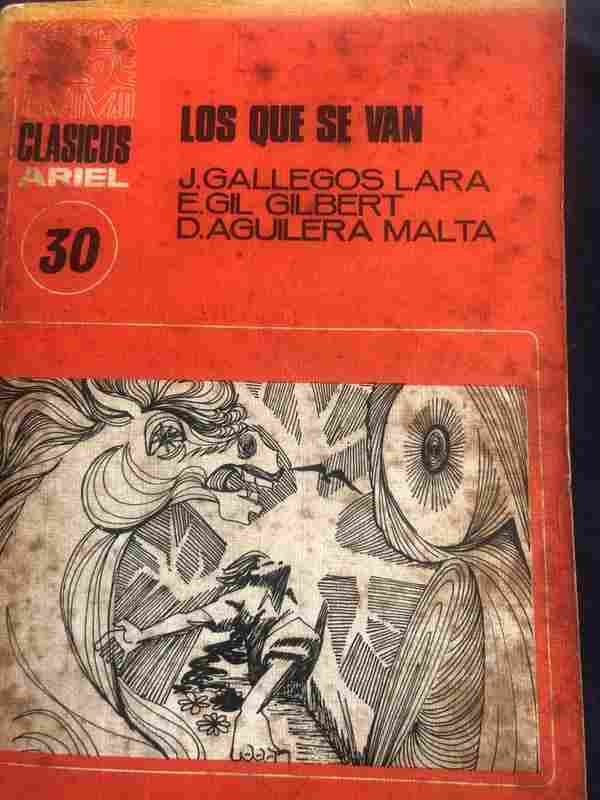 CLASICOS
ARIEL
30
LOS QUE SE VAN
J.GALLEGOS LARA
E.GIL GILBERT
D.AGUILERA MALTA